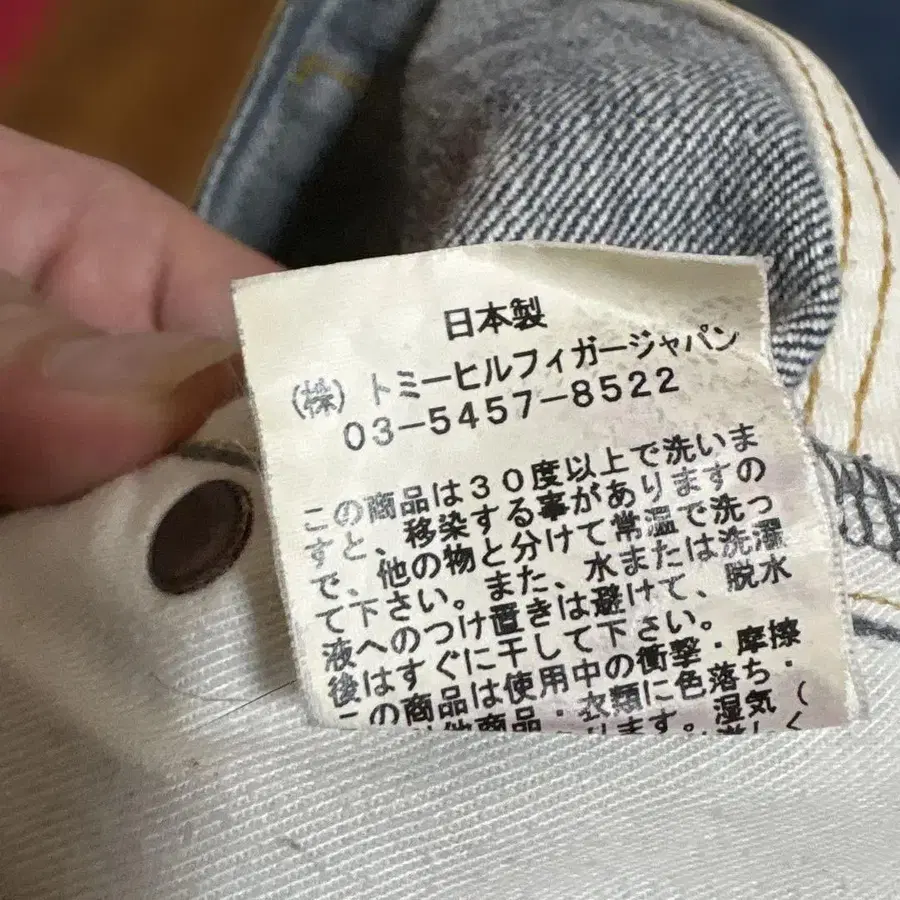 日本製
(株) トミーヒルフィガージャパン
03-5457-8522
この商品は30度以上で洗いま
すと、移染する事がありますの
で、他の物と分けて常温で洗っ
て下さい。また、水または洗濯
液へのつけ置きは避けて、脱水
後はすぐに干して下さい。
この商品は使用中の衝撃・摩擦
他商品・衣類に色落ち・
ります。湿気(